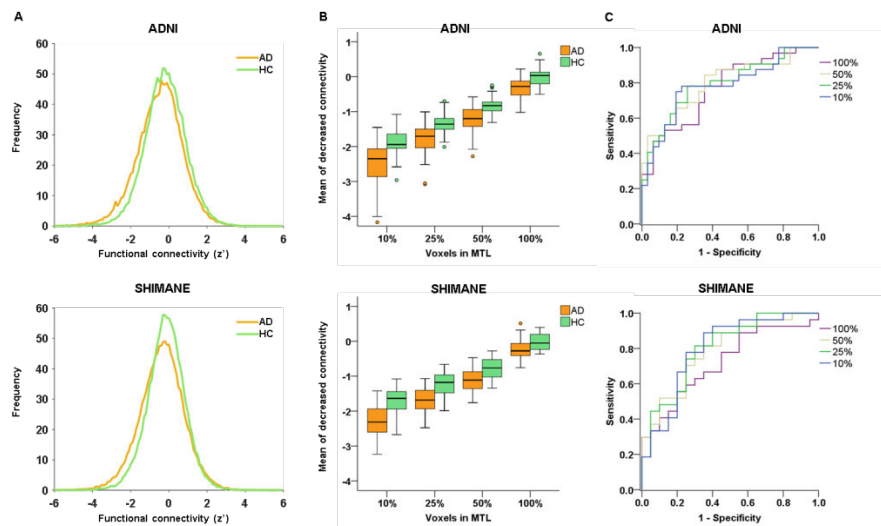 A
ADNI
60
50
40
30
20
10
0
Frequency
AD
HC
-6 -4 -2 0 2 4 6
Functional connectivity (z')
B
ADNI
1
0
-1
-2
-3
-4
Mean of decreased connectivity
AD
HC
10% 25% 50% 100%
Voxels in MTL
C
ADNI
1.0
0.8
0.6
0.4
0.2
0.0
Sensitivity
100%
50%
25%
10%
0.0 0.2 0.4 0.6 0.8 1.0
1 - Specificity
SHIMANE
60
50
40
30
20
10
0
Frequency
AD
HC
-6 -4 -2 0 2 4 6
Functional connectivity (z')
SHIMANE
1
0
-1
-2
-3
-4
Mean of decreased connectivity
AD
HC
10% 25% 50% 100%
Voxels in MTL
SHIMANE
1.0
0.8
0.6
0.4
0.2
0.0
Sensitivity
100%
50%
25%
10%
0.0 0.2 0.4 0.6 0.8 1.0
1 - Specificity